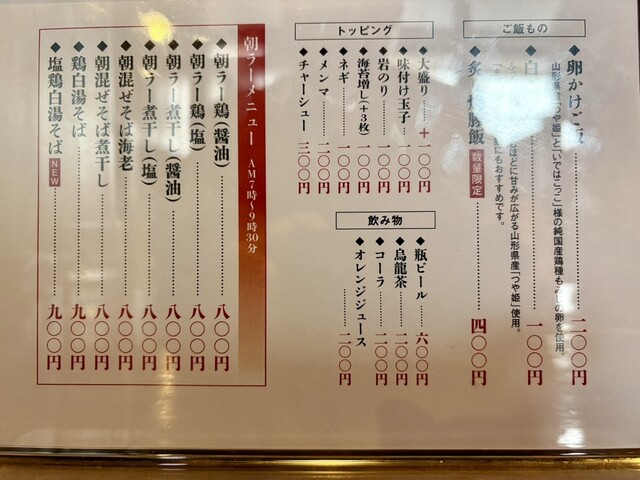 ご飯もの
◆卵かけご飯 二〇〇円
山形県産「つや姫」と「いではこっこ」様の純国産鶏種もみじの卵を使用。
◆白 一〇〇円
ほどに甘みが広がる山形県産「つや姫」使用。
にもおすすめです。
◆炙り 豚飯 数量限定 四〇〇円
トッピング
◆大盛り +一〇〇円
◆味付け玉子 一〇〇円
◆岩のり 一〇〇円
◆海苔増し(+3枚) 一〇〇円
◆ネギ 一〇〇円
◆メンマ 二〇〇円
◆チャーシュー 三〇〇円
飲み物
◆瓶ビール 六〇〇円
◆烏龍茶 二〇〇円
◆コーラ 二〇〇円
◆オレンジジュース 二〇〇円
朝ラーメニュー AM7時〜9時30分
◆朝ラー鶏(醤油) 八〇〇円
◆朝ラー鶏(塩) 八〇〇円
◆朝ラー煮干し(醤油) 八〇〇円
◆朝ラー煮干し(塩) 八〇〇円
◆朝混ぜそば海老 八〇〇円
◆朝混ぜそば煮干し 八〇〇円
◆鶏白湯そば 九〇〇円
◆塩鶏白湯そば NEW 九〇〇円